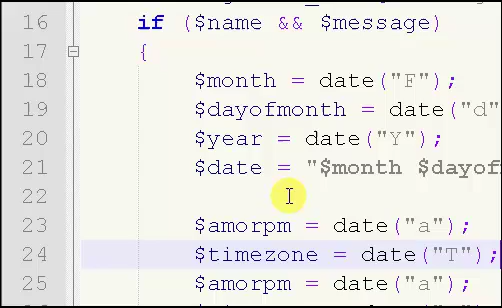 16 if ($name && $message)
17 {
18 $month = date("F");
19 $dayofmonth = date("d"
20 $year = date("Y");
21 $date = "$month $dayof
22
23 $amorpm = date("a");
24 $timezone = date("T");
25 $amorpm = date("a");